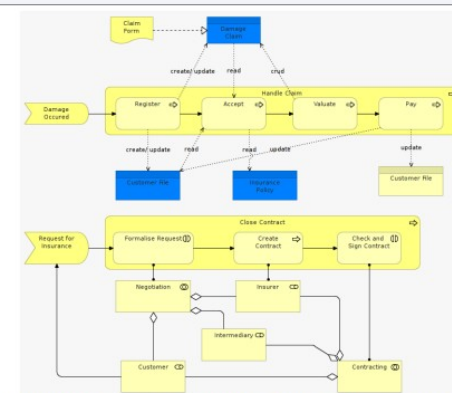 Claim
Form
Damage
Claim
create/ update
read
crud
Handle Claim
Damage
Occured
Register
Accept
Valuate
Pay
create/ update
read
read
update
update
Customer File
Insurance
Policy
Customer File
Close Contract
Request for
Insurance
Formalise Request
Create
Contract
Check and
Sign Contract
Negotiation
Insurer
Intermediary
Customer
Contracting